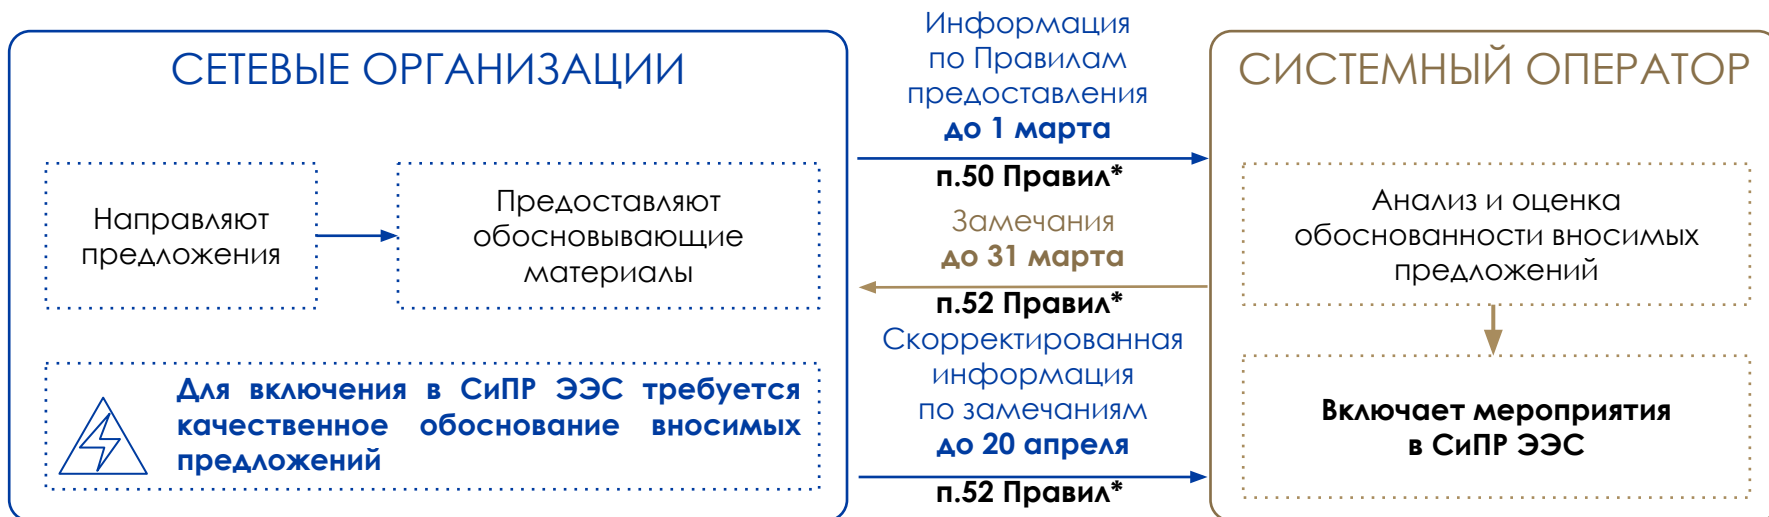 СЕТЕВЫЕ ОРГАНИЗАЦИИ
Направляют
предложения
Предоставляют
обосновывающие
материалы
Для включения в СиПР ЭЭС требуется
качественное обоснование вносимых
предложений
Информация
по Правилам
предоставления
до 1 марта
п.50 Правил*
Замечания
до 31 марта
п.52 Правил*
Скорректированная
информация
по замечаниям
до 20 апреля
п.52 Правил*
СИСТЕМНЫЙ ОПЕРАТОР
Анализ и оценка
обоснованности вносимых
предложений
Включает мероприятия
в СиПР ЭЭС